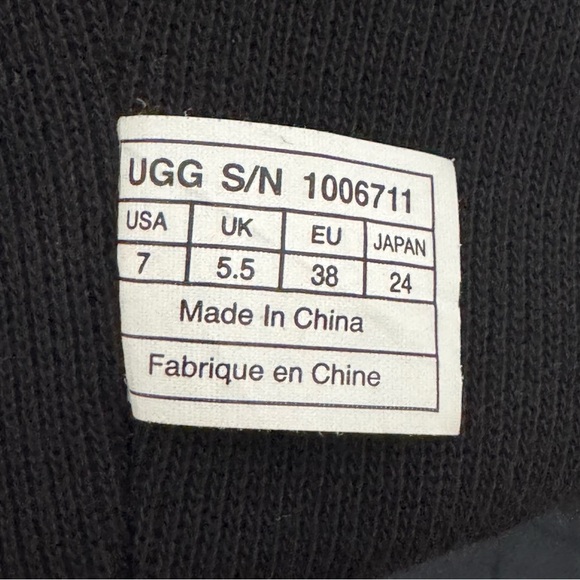 UGG S/N 1006711
USA UK EU JAPAN
7 5.5 38 24
Made In China
Fabrique en Chine